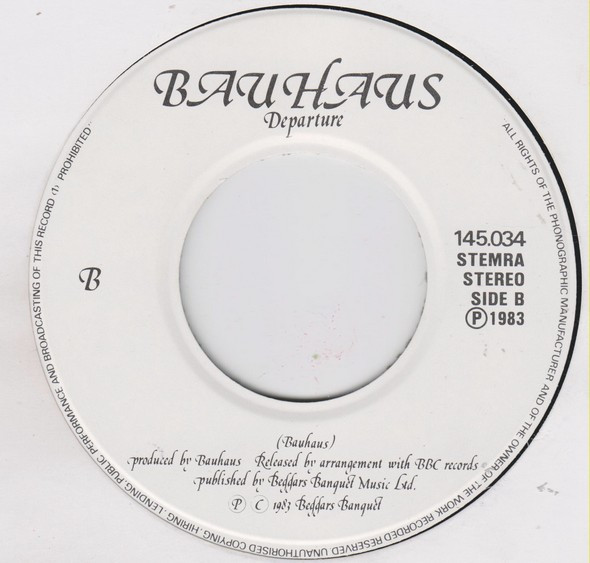 BAUHAUS
Departure
B
145.034
STEMRA
STEREO
SIDE B
Ⓟ1983
(Bauhaus)
produced by Bauhaus Released by arrangement with BBC records
published by Beggars Banquet Music Ltd.
Ⓟ Ⓒ 1983 Beggars Banquet
"ALL RIGHTS OF THE PHONOGRAPHIC MANUFACTURER AND OF THE OWNER OF THE WORK RECORDED RESERVED UNAUTHORISED COPYING. HIRING. LENDING. PUBLIC PERFORMANCE AND BROADCASTING OF THIS RECORD (1) PROHIBITED"